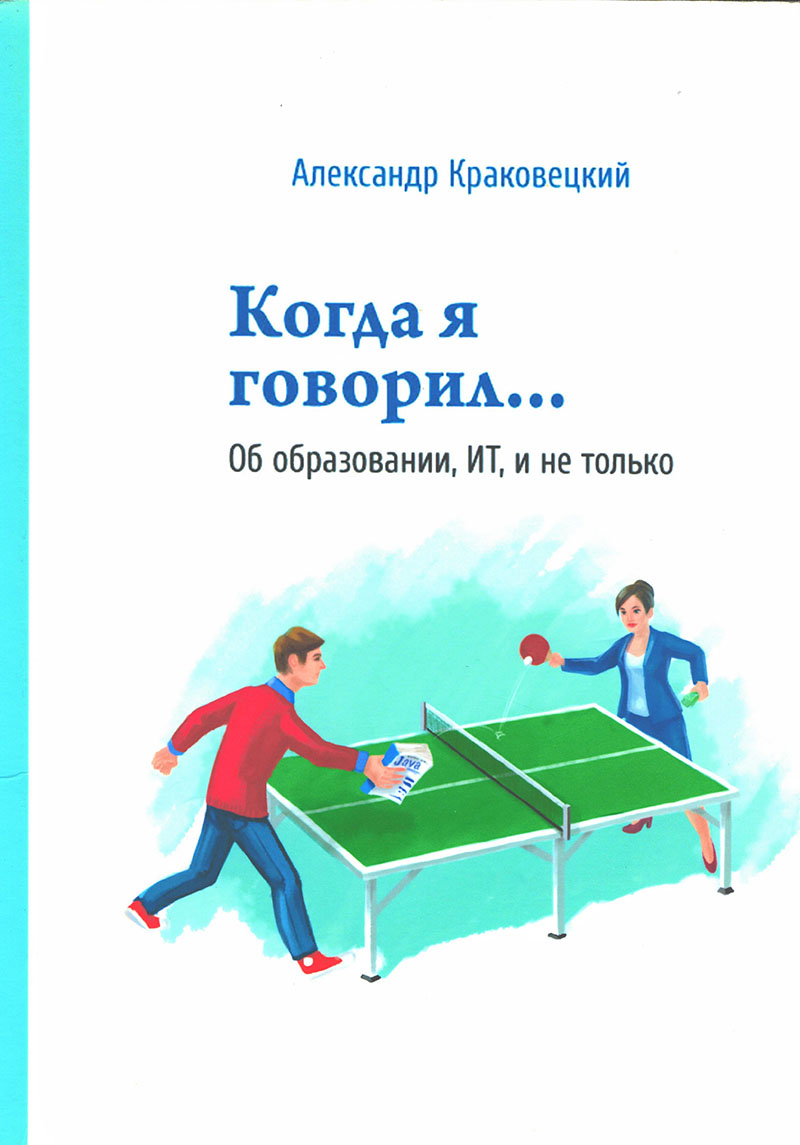 Александр Краковецкий
Когда я
говорил...
Об образовании, ИТ, и не только
Java